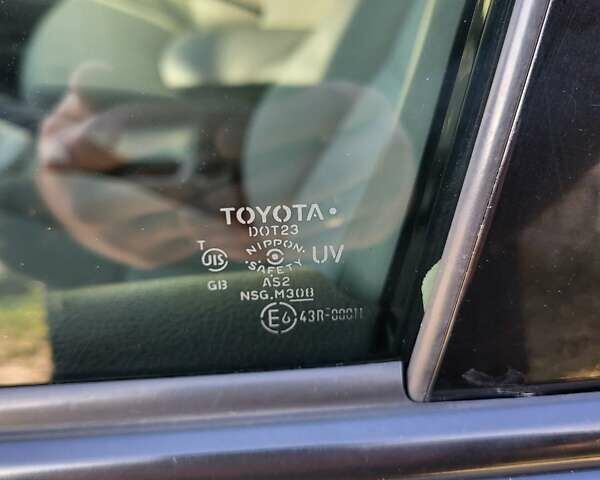 TOYOTA •
DOT23
T NIPPON
JIS SAFETY UV
GB AS2
NSG.M308
E6 43R-00011